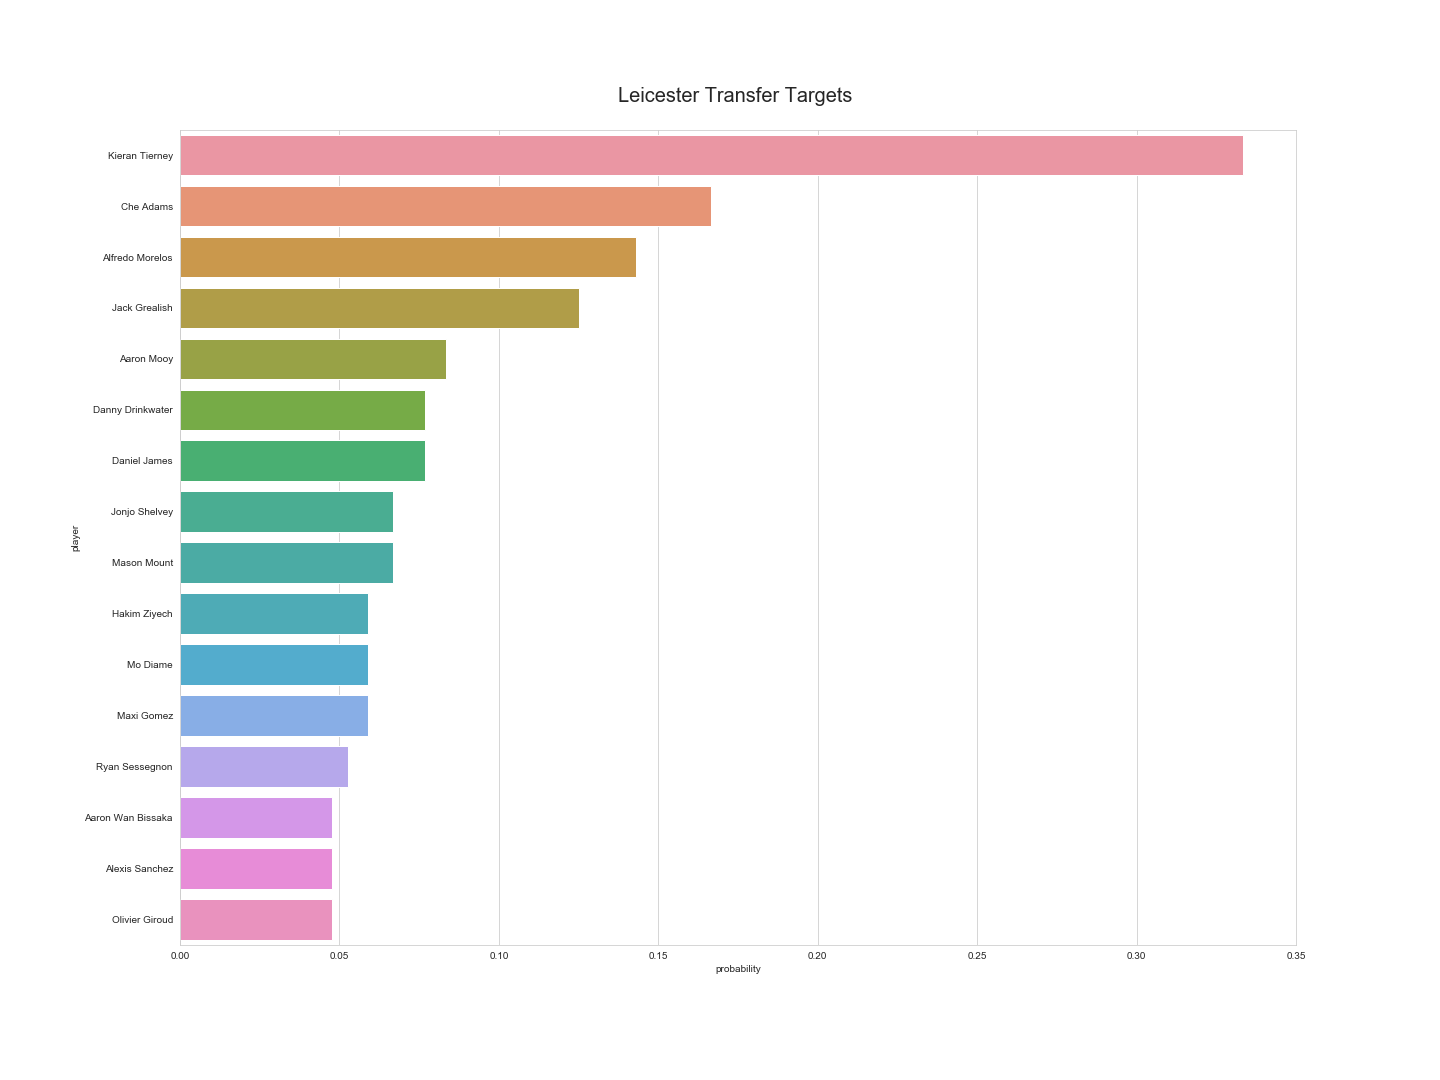 Leicester Transfer Targets
Kieran Tierney
Che Adams
Alfredo Morelos
Jack Grealish
Aaron Mooy
Danny Drinkwater
Daniel James
Jonjo Shelvey
player
Mason Mount
Hakim Ziyech
Mo Diame
Maxi Gomez
Ryan Sessegnon
Aaron Wan Bissaka
Alexis Sanchez
Olivier Giroud
0.00 0.05 0.10 0.15 0.20 0.25 0.30 0.35
probability